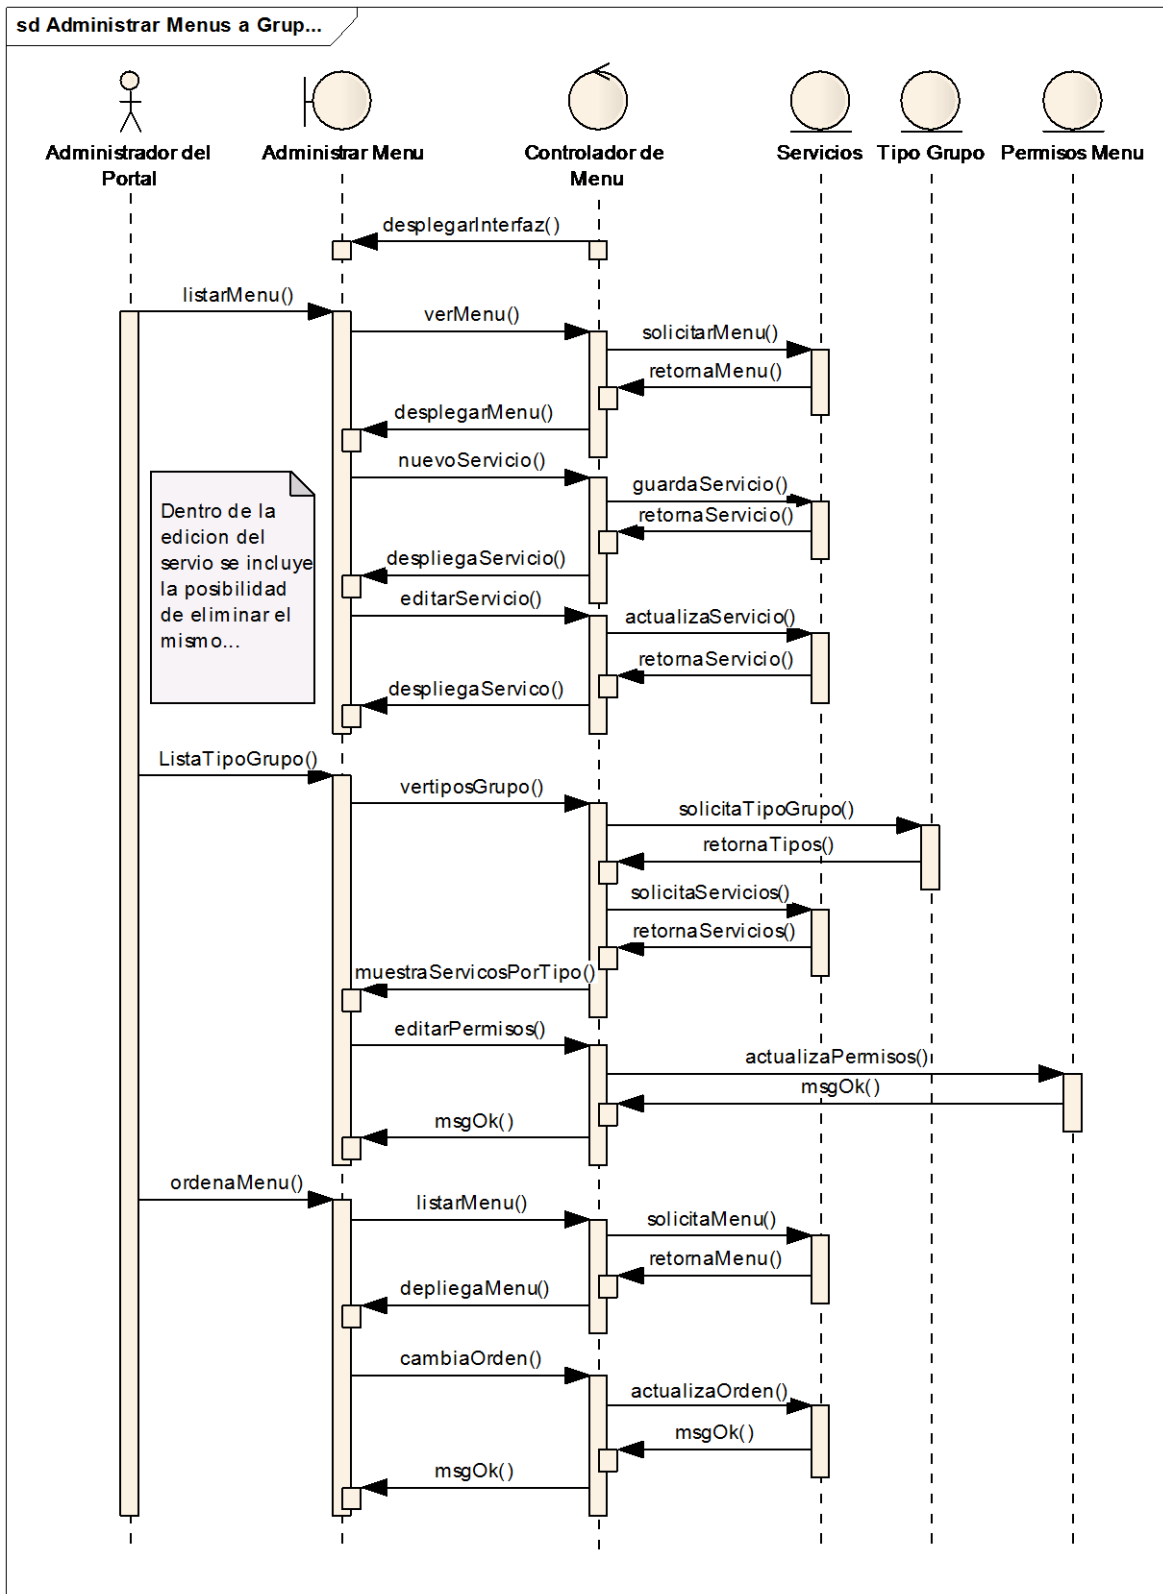 sd Administrar Menus a Grup...
Administrador del
Portal
Administrar Menu
Controlador de
Menu
Servicios
Tipo Grupo
Permisos Menu
desplegarInterfaz()
listarMenu()
verMenu()
solicitarMenu()
retornaMenu()
desplegarMenu()
nuevoServicio()
guardaServicio()
retornaServicio()
Dentro de la
edicion del
servio se incluye
la posibilidad
de eliminar el
mismo...
despliegaServicio()
editarServicio()
actualizaServicio()
retornaServicio()
despliegaServico()
ListaTipoGrupo()
vertiposGrupo()
solicitaTipoGrupo()
retornaTipos()
solicitaServicios()
retornaServicios()
muestraServicosPorTipo()
editarPermisos()
actualizaPermisos()
msgOk()
msgOk()
ordenaMenu()
listarMenu()
solicitaMenu()
retornaMenu()
depliegaMenu()
cambiaOrden()
actualizaOrden()
msgOk()
msgOk()